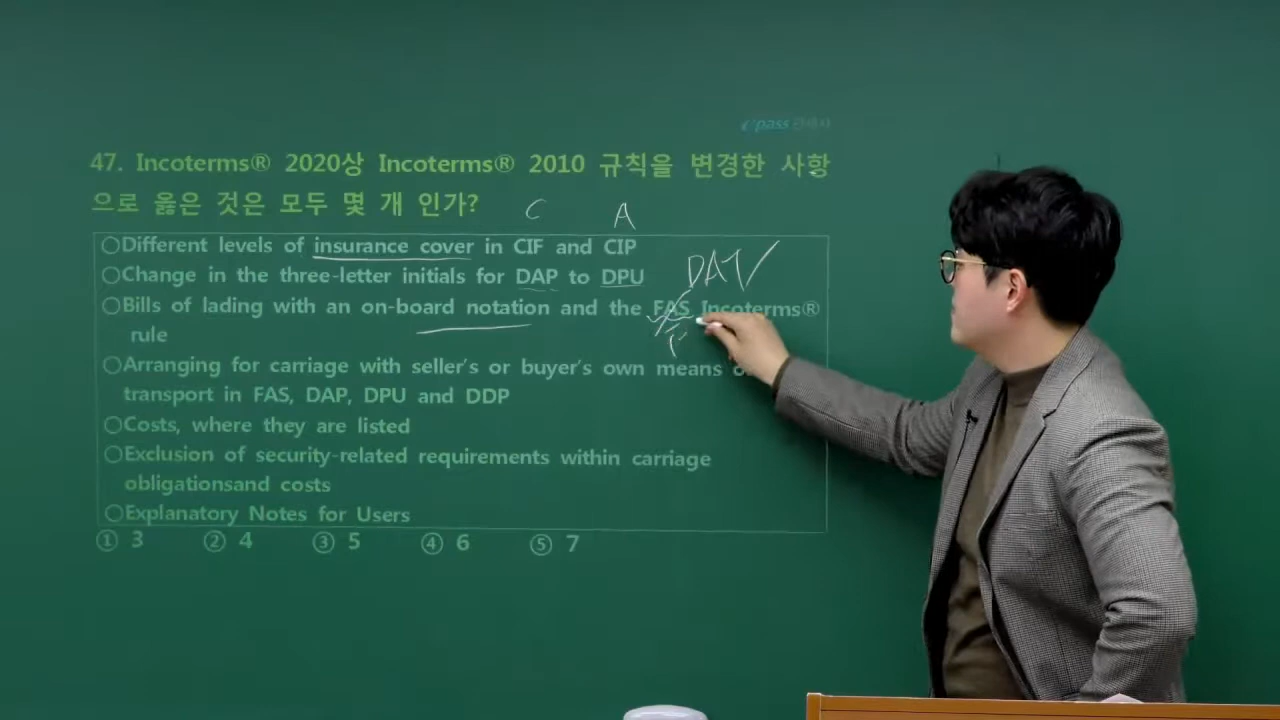 e'pass 관세사
47. Incoterms® 2020상 Incoterms® 2010 규칙을 변경한 사항
으로 옳은 것은 모두 몇 개 인가?
C A
○Different levels of insurance cover in CIF and CIP
○Change in the three-letter initials for DAP to DPU
DAT
○Bills of lading with an on-board notation and the FAS Incoterms®
rule
○Arranging for carriage with seller's or buyer's own means
transport in FAS, DAP, DPU and DDP
○Costs, where they are listed
○Exclusion of security-related requirements within carriage
obligationsand costs
○Explanatory Notes for Users
① 3 ② 4 ③ 5 ④ 6 ⑤ 7